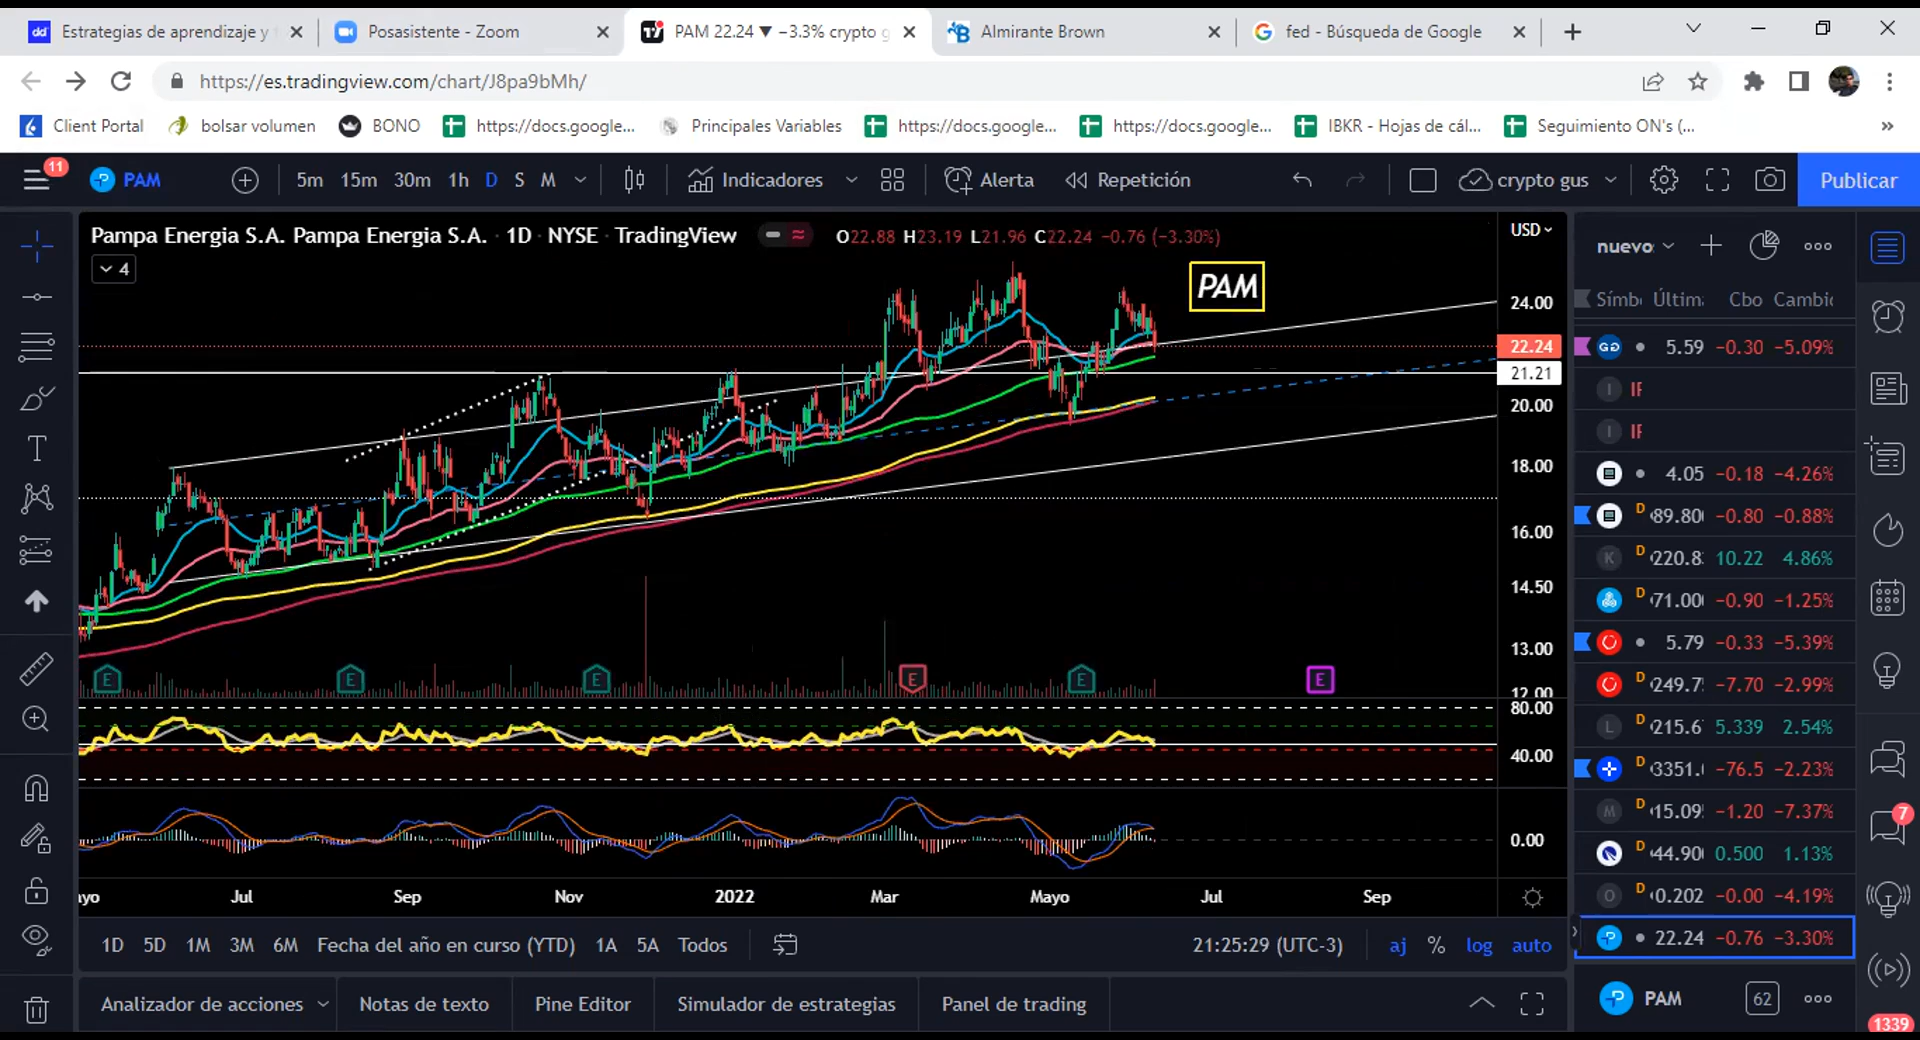 Estrategias de aprendizaje y
Posasistente - Zoom
PAM 22.24 ▼ −3.3% crypto g
Almirante Brown
fed - Búsqueda de Google
https://es.tradingview.com/chart/J8pa9bMh/
Client Portal
bolsar volumen
BONO
https://docs.google...
Principales Variables
https://docs.google...
https://docs.google...
IBKR - Hojas de cál...
Seguimiento ON's (...
11
PAM
5m 15m 30m 1h D S M
Indicadores
Alerta
Repetición
crypto gus
Publicar
Pampa Energia S.A. Pampa Energia S.A. · 1D · NYSE · TradingView
O22.88 H23.19 L21.96 C22.24 −0.76 (−3.30%)
4
PAM
USD
24.00
22.24
21.21
20.00
18.00
16.00
14.50
13.00
12.00
80.00
40.00
0.00
E E E E E E
Jul Sep Nov 2022 Mar Mayo Jul Sep
1D 5D 1M 3M 6M Fecha del año en curso (YTD) 1A 5A Todos
21:25:29 (UTC-3)
aj % log auto
Analizador de acciones
Notas de texto
Pine Editor
Simulador de estrategias
Panel de trading
nuevo
Símb Última Cbo Cambio
5.59 −0.30 −5.09%
I IF
I IF
4.05 −0.18 −4.26%
D 89.80 −0.80 −0.88%
K D 220.8 10.22 4.86%
D 71.00 −0.90 −1.25%
5.79 −0.33 −5.39%
D 249.7 −7.70 −2.99%
L D 215.6 5.339 2.54%
D 3351. −76.5 −2.23%
M D 15.09 −1.20 −7.37%
D 44.90 0.500 1.13%
O D 0.202 −0.00 −4.19%
22.24 −0.76 −3.30%
PAM
62
7
1339